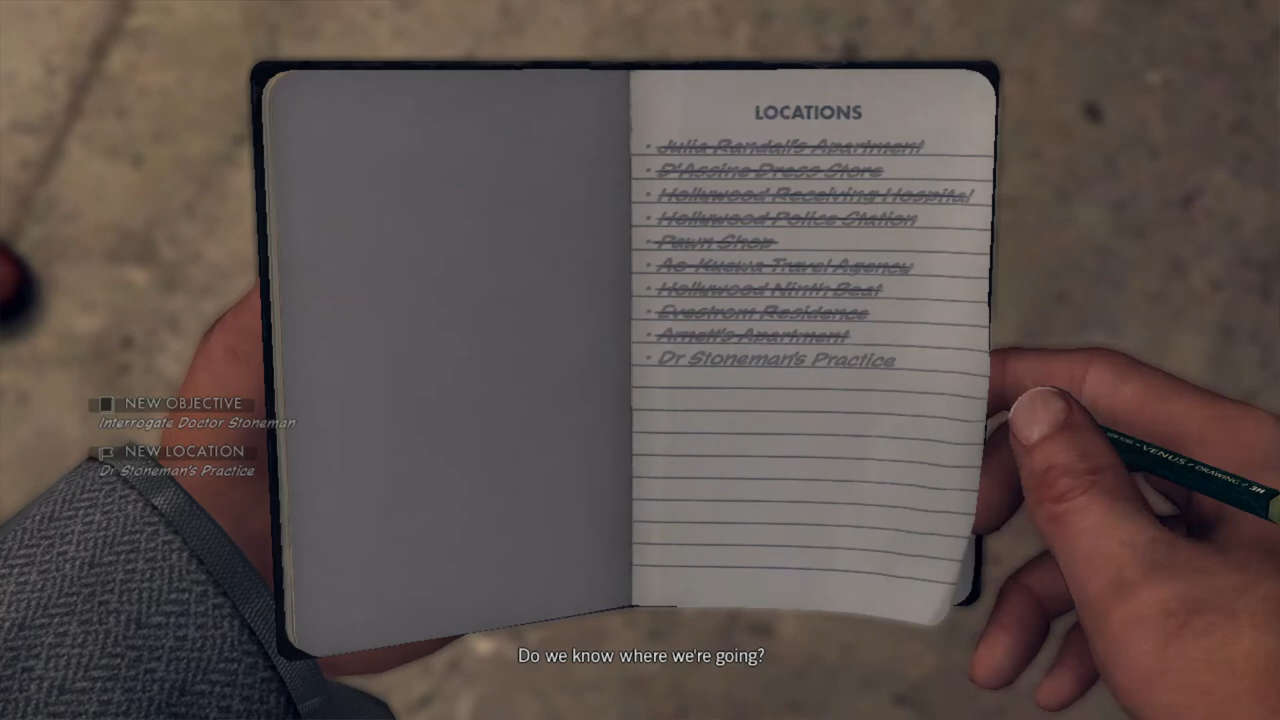 LOCATIONS
· Julia Randall's Apartment
· D'Assine Dress Store
· Hollywood Receiving Hospital
· Hollywood Police Station
· Pawn Shop
· Ao Kuewa Travel Agency
· Hollywood Ninth Beat
· Evestrom Residence
· Arnett's Apartment
· Dr Stoneman's Practice
NEW OBJECTIVE
Interrogate Doctor Stoneman
NEW LOCATION
Dr Stoneman's Practice
VENUS DRAWING 3H
Do we know where we're going?